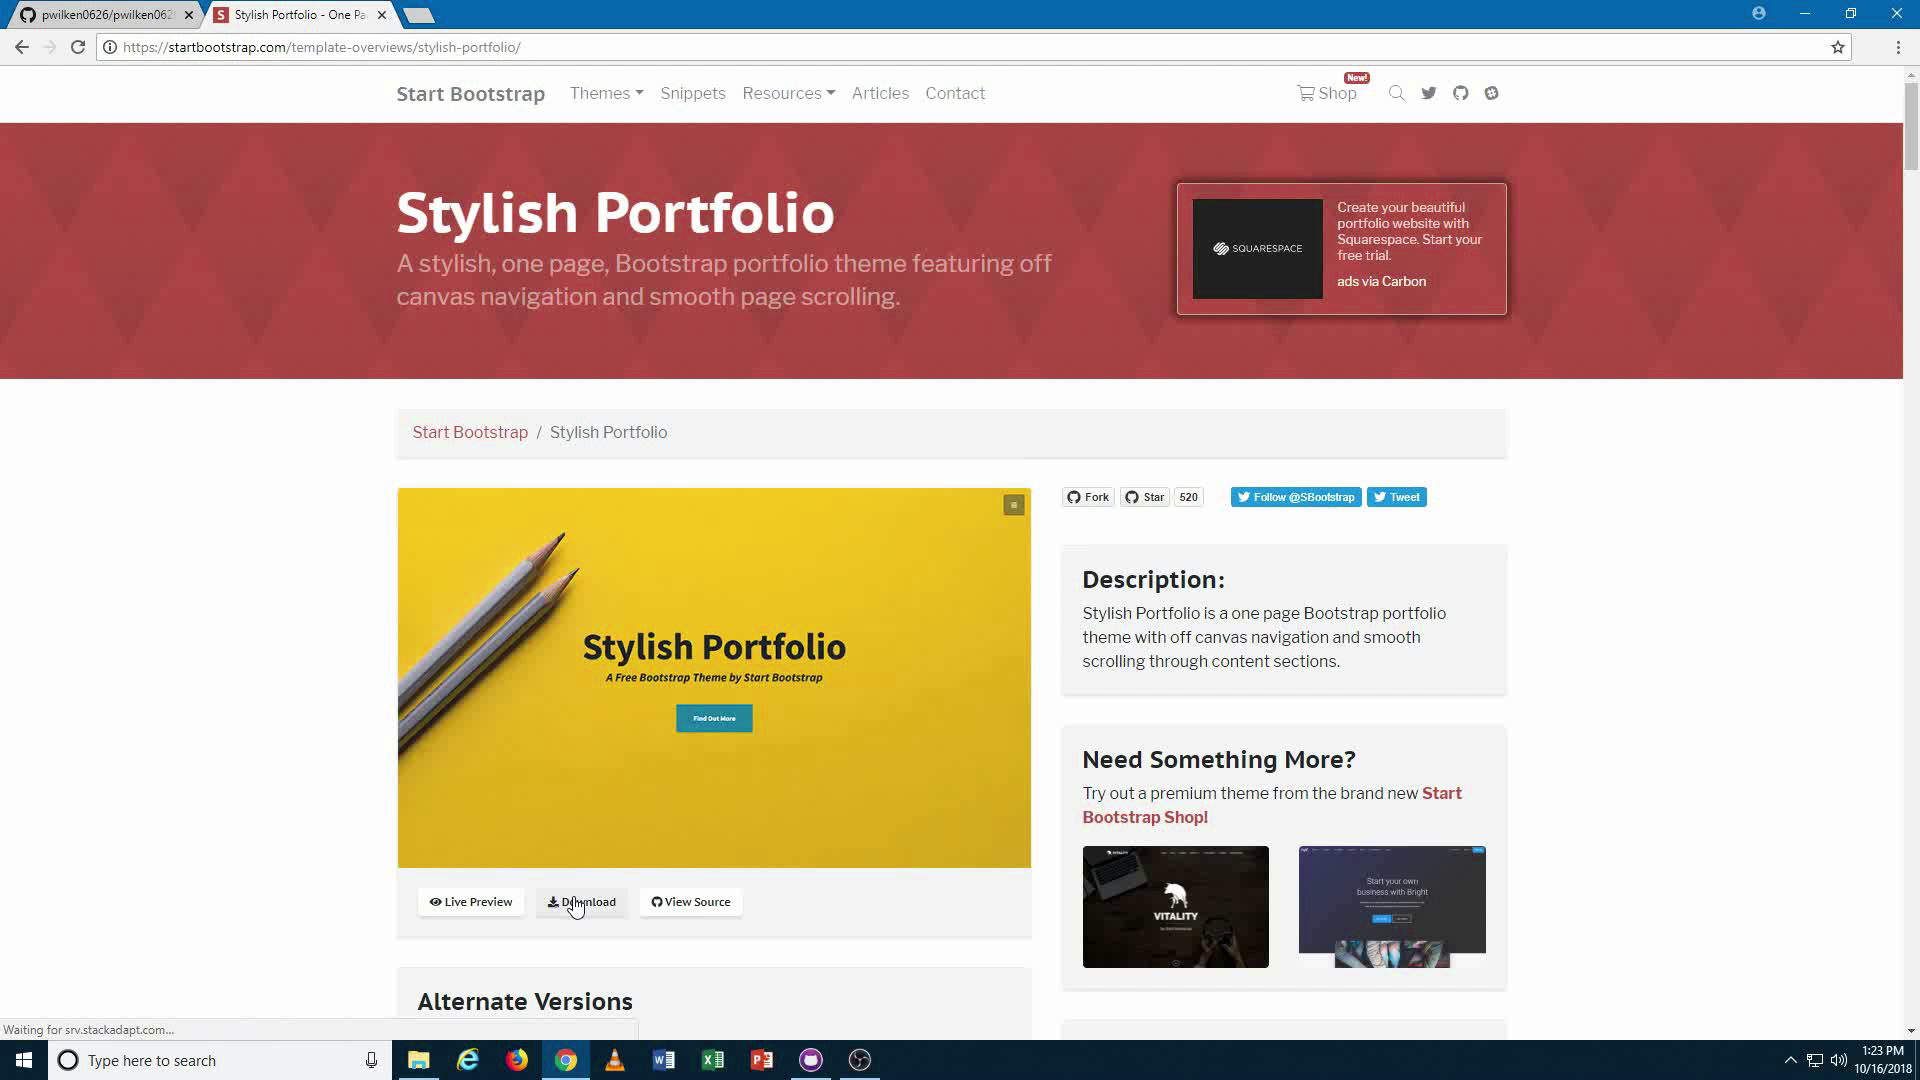 pwilken0626/pwilken062
Stylish Portfolio - One Pa
https://startbootstrap.com/template-overviews/stylish-portfolio/
Start Bootstrap
Themes
Snippets
Resources
Articles
Contact
Shop
New!
Stylish Portfolio
A stylish, one page, Bootstrap portfolio theme featuring off
canvas navigation and smooth page scrolling.
SQUARESPACE
Create your beautiful
portfolio website with
Squarespace. Start your
free trial.
ads via Carbon
Start Bootstrap / Stylish Portfolio
Stylish Portfolio
A Free Bootstrap Theme by Start Bootstrap
Find Out More
Live Preview
Download
View Source
Alternate Versions
Fork
Star
520
Follow @SBootstrap
Tweet
Description:
Stylish Portfolio is a one page Bootstrap portfolio
theme with off canvas navigation and smooth
scrolling through content sections.
Need Something More?
Try out a premium theme from the brand new Start
Bootstrap Shop!
VITALITY
Start your own
business with Bright
Waiting for srv.stackadapt.com...
Type here to search
1:23 PM
10/16/2018